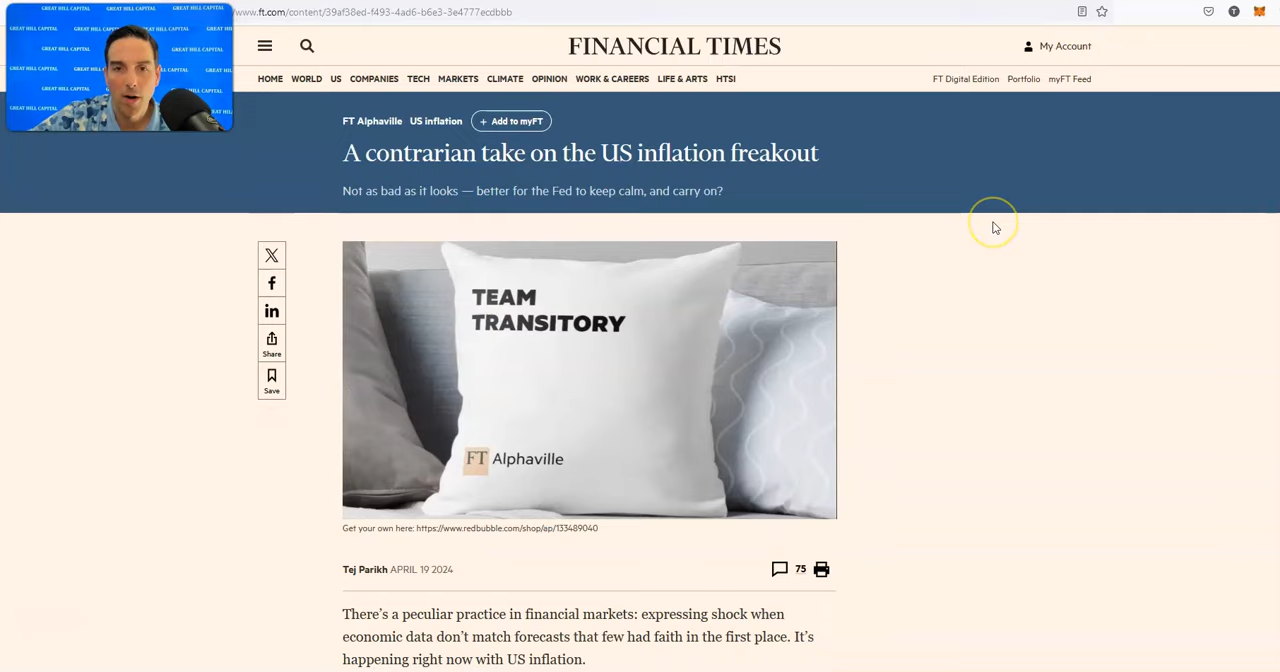 www.ft.com/content/39af38ed-f493-4ad6-b6e3-3e4777ecdbbb
GREAT HILL CAPITAL
FINANCIAL TIMES
My Account
HOME WORLD US COMPANIES TECH MARKETS CLIMATE OPINION WORK & CAREERS LIFE & ARTS HTSI
FT Digital Edition Portfolio myFT Feed
FT Alphaville US inflation + Add to myFT
A contrarian take on the US inflation freakout
Not as bad as it looks — better for the Fed to keep calm, and carry on?
Share
Save
TEAM
TRANSITORY
FT Alphaville
Get your own here: https://www.redbubble.com/shop/ap/133489040
Tej Parikh APRIL 19 2024
75
There’s a peculiar practice in financial markets: expressing shock when
economic data don’t match forecasts that few had faith in the first place. It’s
happening right now with US inflation.